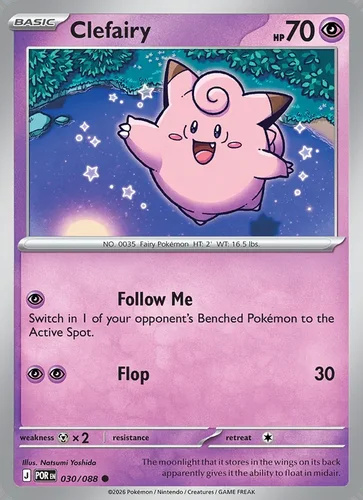 BASIC
Clefairy
HP 70
NO. 0035 Fairy Pokémon HT: 2' WT: 16.5 lbs.
Follow Me
Switch in 1 of your opponent's Benched Pokémon to the
Active Spot.
Flop 30
weakness ×2 resistance retreat
Illus. Natsumi Yoshida
The moonlight that it stores in the wings on its back
apparently gives it the ability to float in midair.
J POR EN 030/088
©2026 Pokémon / Nintendo / Creatures / GAME FREAK